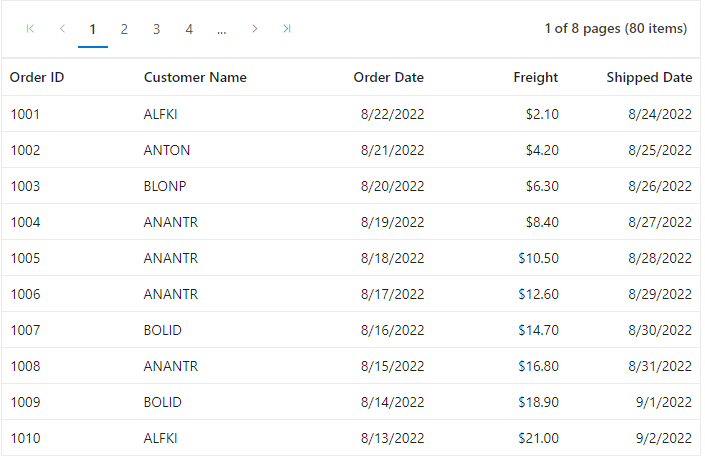 1 2 3 4 ... 1 of 8 pages (80 items)
Order ID Customer Name Order Date Freight Shipped Date
1001 ALFKI 8/22/2022 $2.10 8/24/2022
1002 ANTON 8/21/2022 $4.20 8/25/2022
1003 BLONP 8/20/2022 $6.30 8/26/2022
1004 ANANTR 8/19/2022 $8.40 8/27/2022
1005 ANANTR 8/18/2022 $10.50 8/28/2022
1006 ANANTR 8/17/2022 $12.60 8/29/2022
1007 BOLID 8/16/2022 $14.70 8/30/2022
1008 ANANTR 8/15/2022 $16.80 8/31/2022
1009 BOLID 8/14/2022 $18.90 9/1/2022
1010 ALFKI 8/13/2022 $21.00 9/2/2022